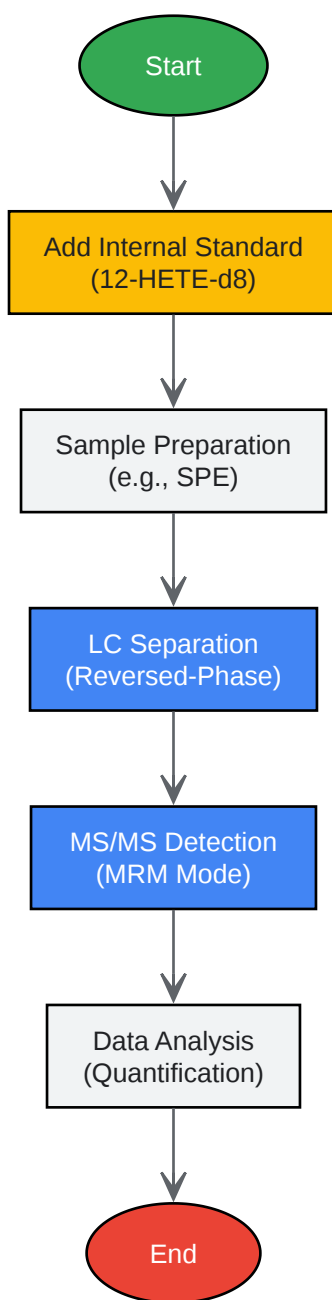 Start
Add Internal Standard
(12-HETE-d8)
Sample Preparation
(e.g., SPE)
LC Separation
(Reversed-Phase)
MS/MS Detection
(MRM Mode)
Data Analysis
(Quantification)
End